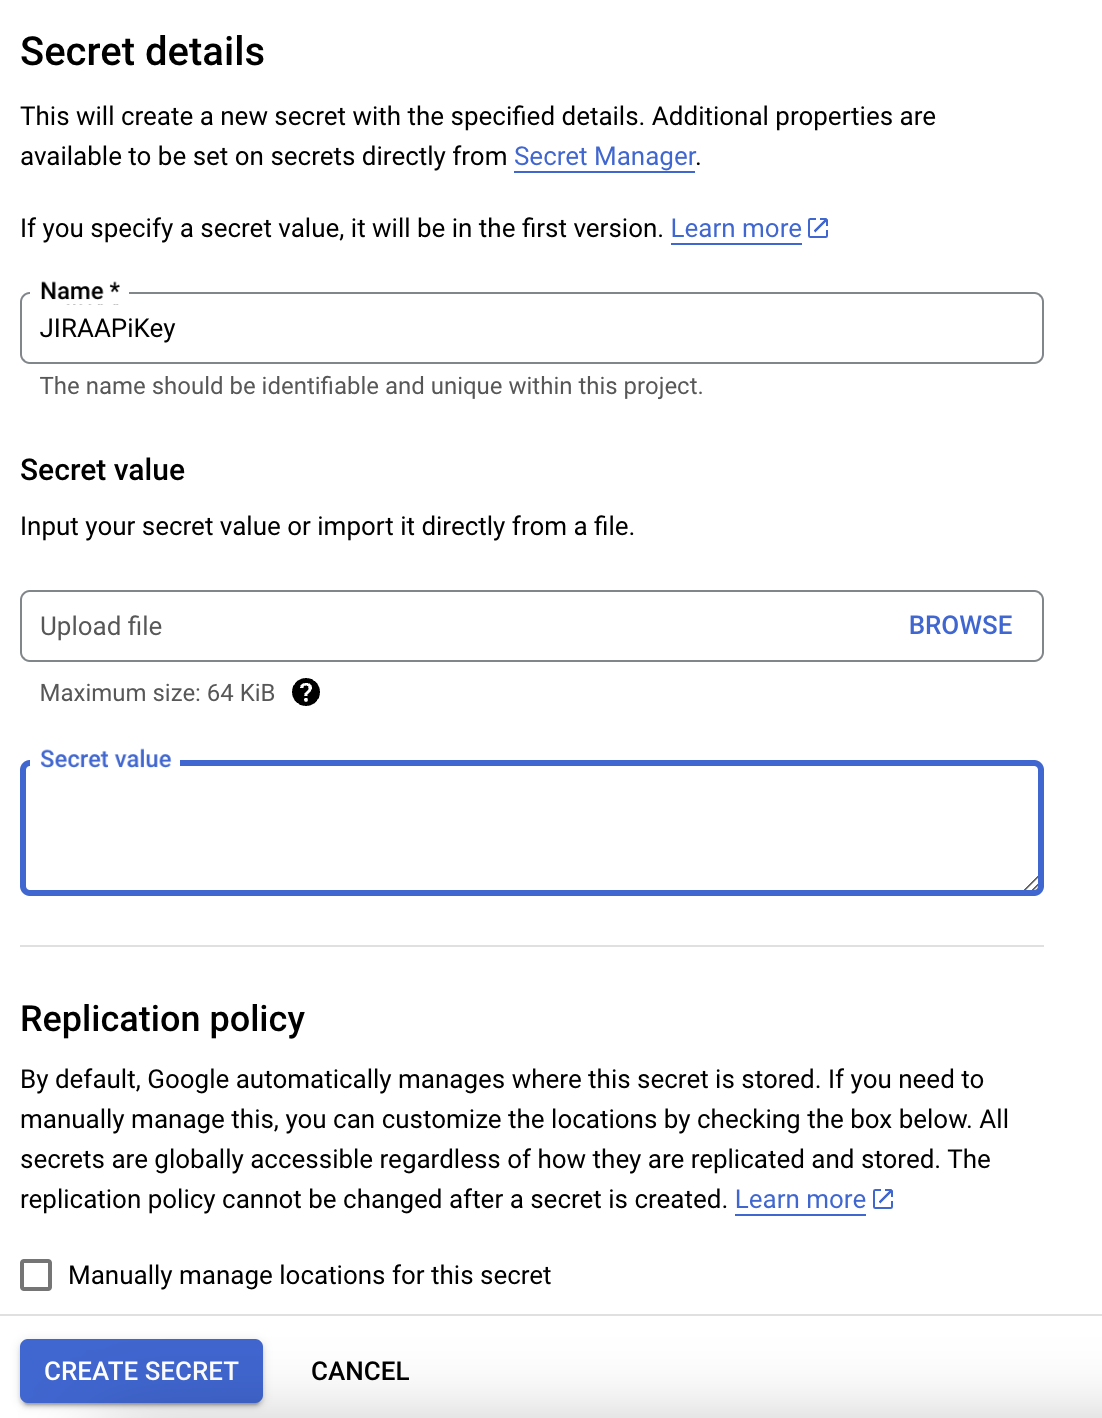 Secret details
This will create a new secret with the specified details. Additional properties are
available to be set on secrets directly from Secret Manager.
If you specify a secret value, it will be in the first version. Learn more
Name *
JIRAAPiKey
The name should be identifiable and unique within this project.
Secret value
Input your secret value or import it directly from a file.
Upload file BROWSE
Maximum size: 64 KiB ?
Secret value
Replication policy
By default, Google automatically manages where this secret is stored. If you need to
manually manage this, you can customize the locations by checking the box below. All
secrets are globally accessible regardless of how they are replicated and stored. The
replication policy cannot be changed after a secret is created. Learn more
Manually manage locations for this secret
CREATE SECRET CANCEL